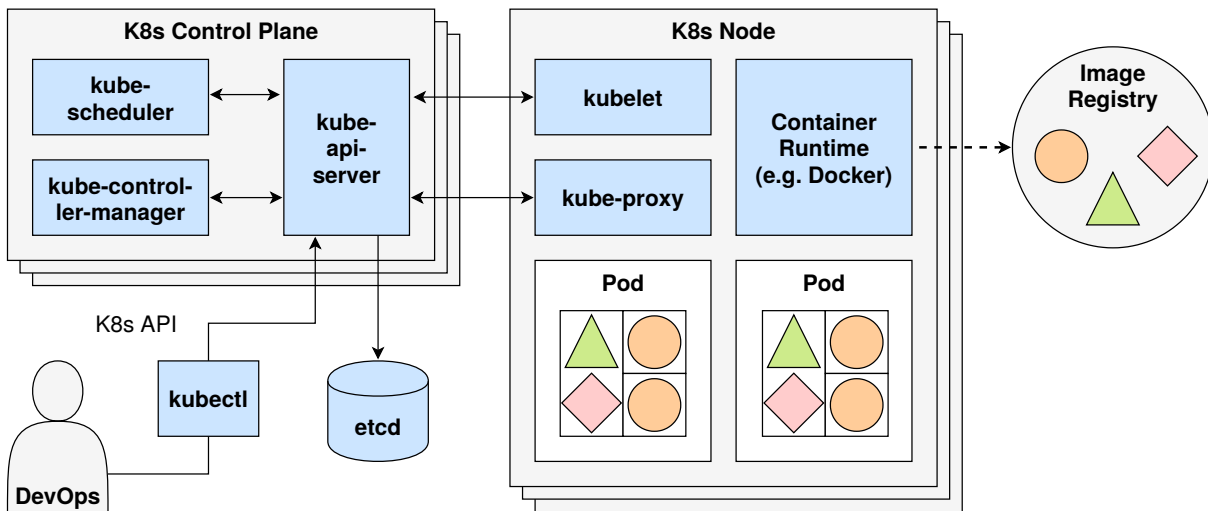 K8s Control Plane
kube-
scheduler
kube-control-
ler-manager
kube-
api-
server
K8s API
kubectl
etcd
DevOps
K8s Node
kubelet
kube-proxy
Container
Runtime
(e.g. Docker)
Pod
Pod
Image
Registry